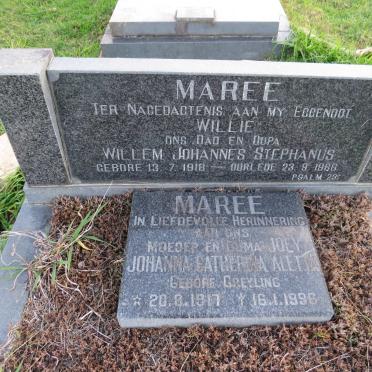 MAREE
TER NAGEDAGTENIS AAN MY EGGENOOT
WILLIE
ONS DAD EN OUPA
WILLEM JOHANNES STEPHANUS
GEBORE 13.7.1918 — OORLEDE 23.9.1986
PSALM 23
MAREE
IN LIEFDEVOLLE HERINNERING
AAN ONS
MOEDER EN OUMA JOEY
JOHANNA CATHERINA ALETTA
GEBORE GREYLING
☆ 20.8.1917 ✝ 16.1.1996